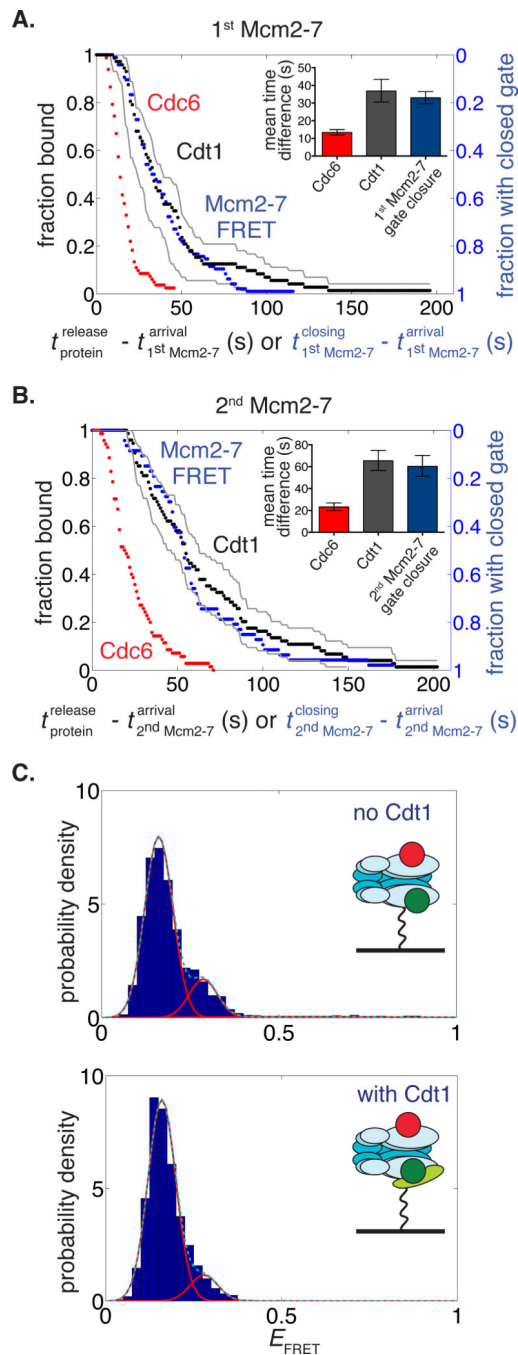 A.
1st Mcm2-7
fraction bound
1
0.8
0.6
0.4
0.2
0
0 50 100 150 200
0
0.2
0.4
0.6
0.8
1
fraction with closed gate
Cdc6
Cdt1
Mcm2-7
FRET
mean time
difference (s)
50
40
30
20
10
0
Cdc6
Cdt1
1st Mcm2-7
gate closure
t release protein - t arrival 1st Mcm2-7 (s) or t closing 1st Mcm2-7 - t arrival 1st Mcm2-7 (s)
B.
2nd Mcm2-7
fraction bound
1
0.8
0.6
0.4
0.2
0
0 50 100 150 200
0
0.2
0.4
0.6
0.8
1
fraction with closed gate
Mcm2-7
FRET
Cdt1
Cdc6
mean time
difference (s)
80
60
40
20
0
Cdc6
Cdt1
2nd Mcm2-7
gate closure
t release protein - t arrival 2nd Mcm2-7 (s) or t closing 2nd Mcm2-7 - t arrival 2nd Mcm2-7 (s)
C.
probability density
10
5
0
0 0.5 1
no Cdt1
probability density
10
5
0
0 0.5 1
with Cdt1
EFRET